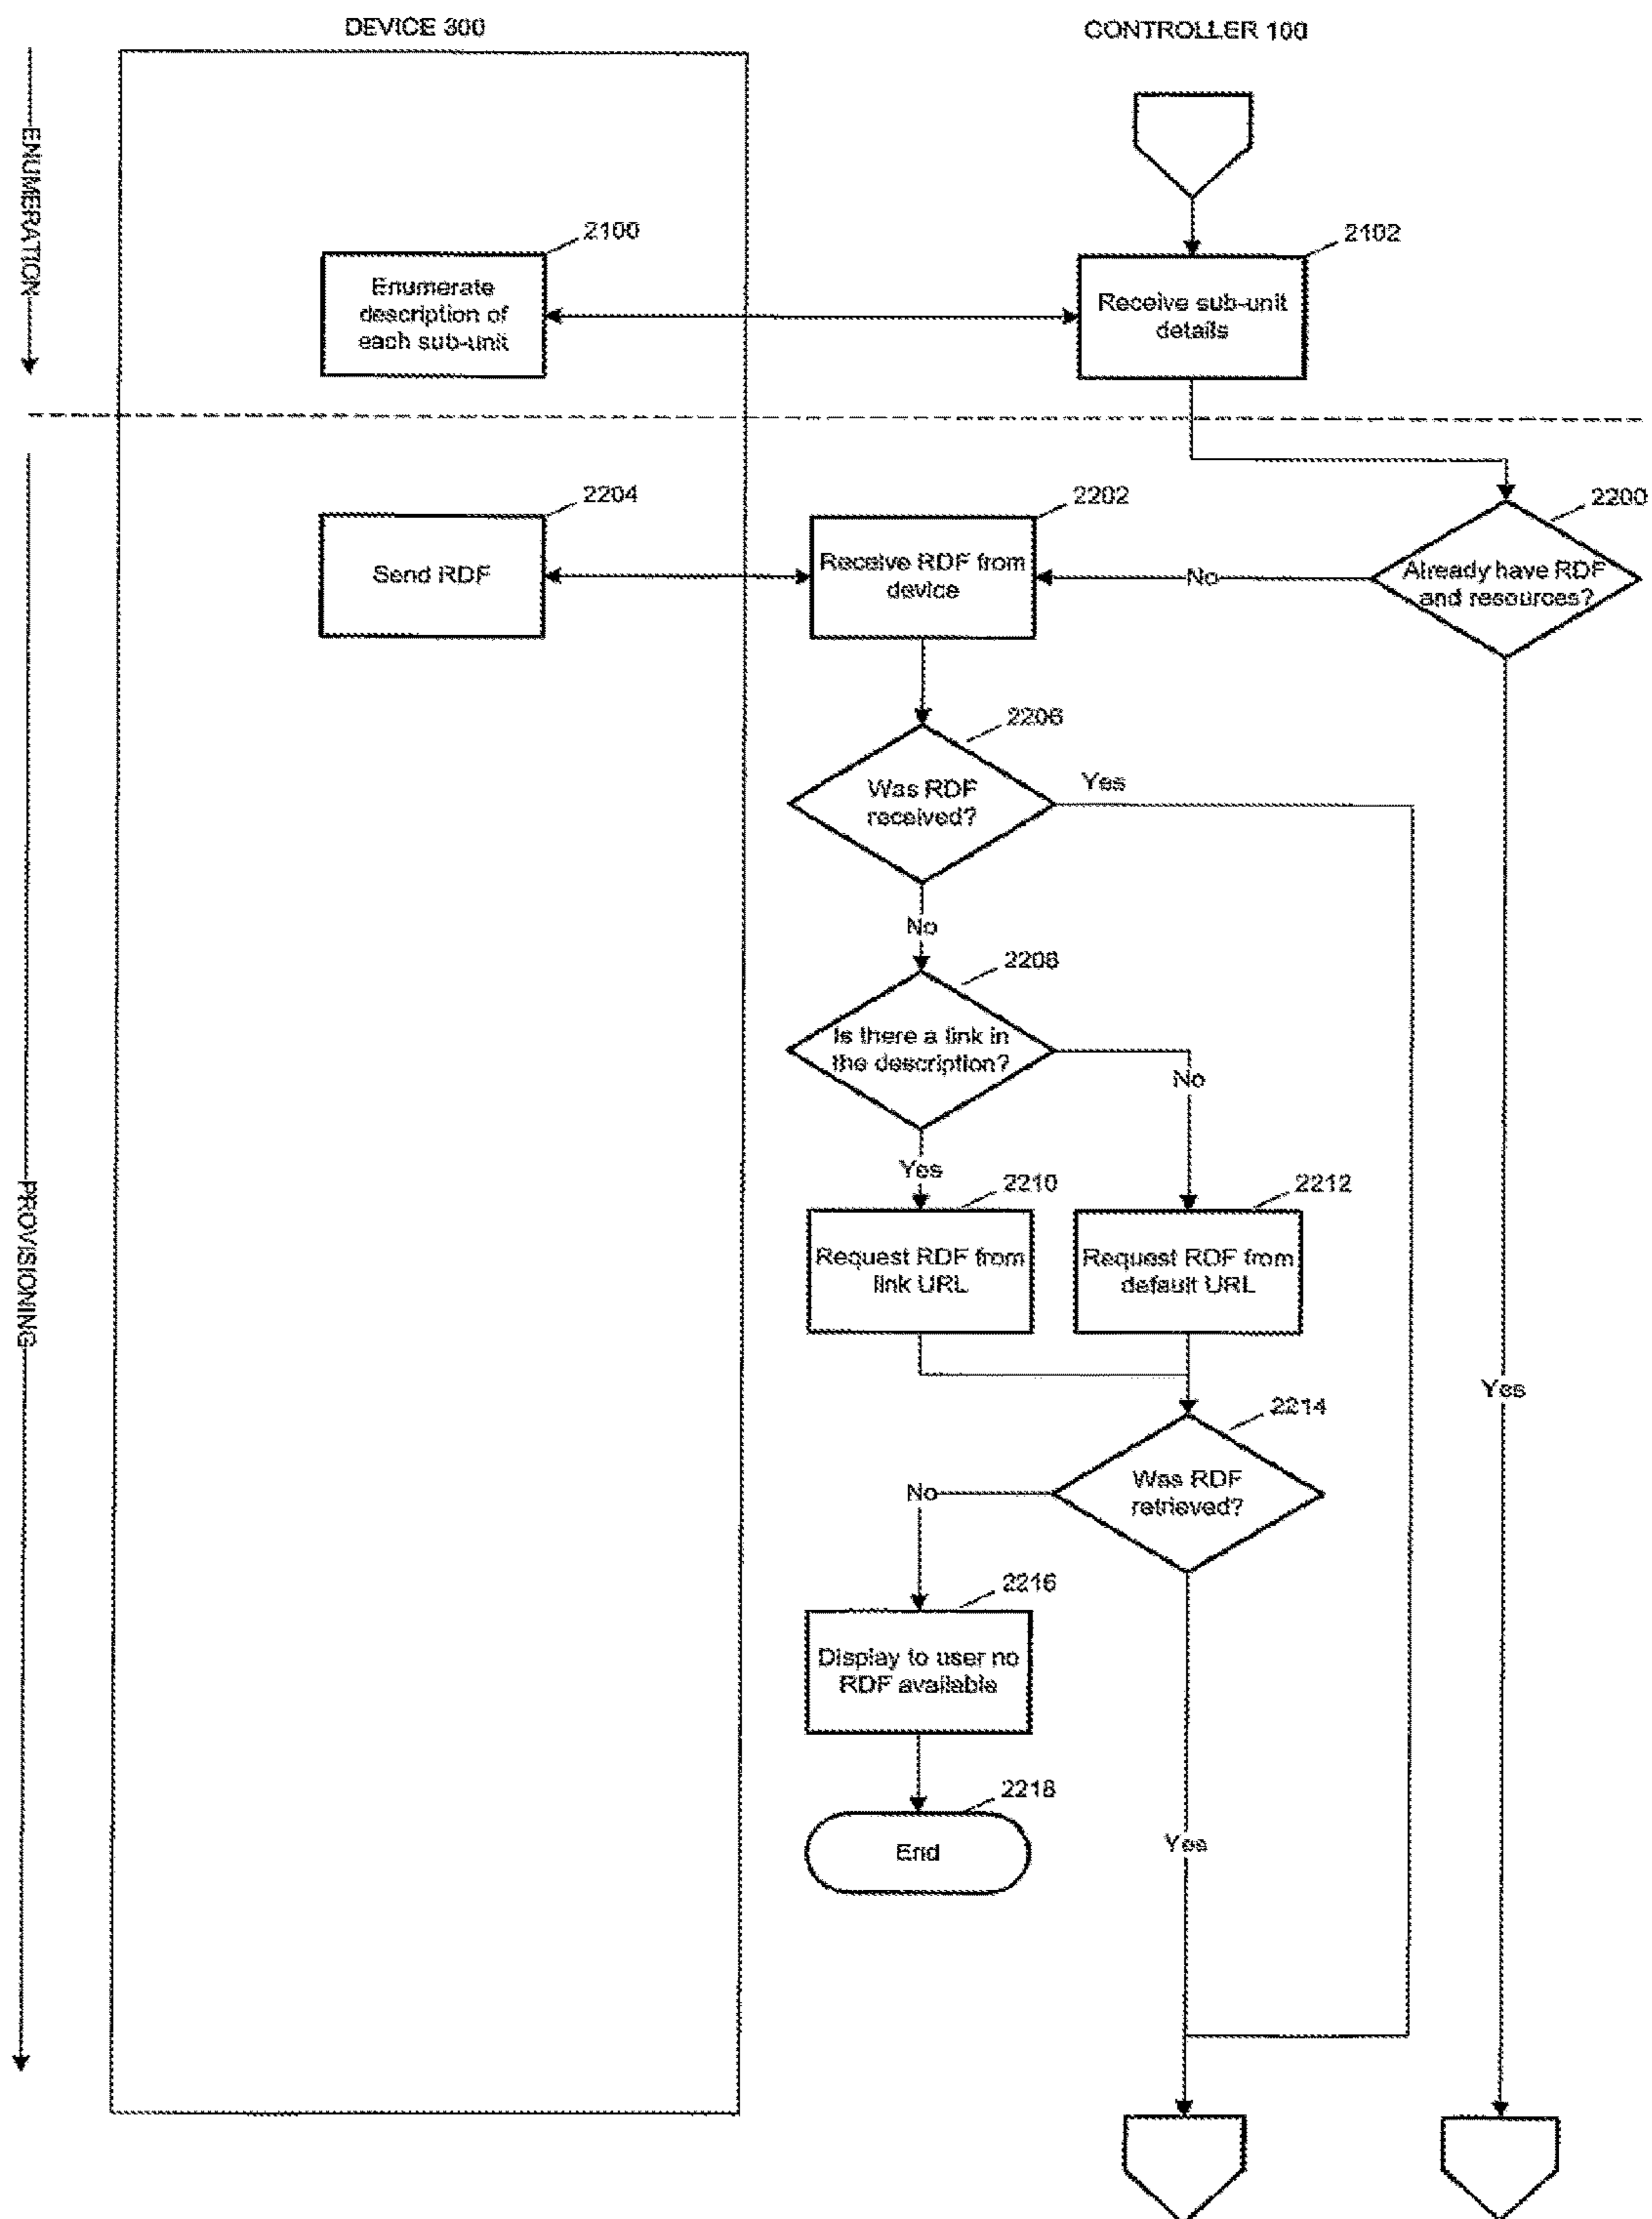 DEVICE 300
CONTROLLER 100
ENUMERATION
2100
2102
Enumerate
description of
each sub-unit
Receive sub-unit
details
2204
2202
2200
Send RDF
Receive RDF from
device
No
Already have RDF
and resources?
2206
Was RDF
received?
Yes
No
2208
Is there a link in
the description?
No
Yes
2210
2212
PROVISIONING
Request RDF from
link URL
Request RDF from
default URL
Yes
2214
Was RDF
retrieved?
No
2216
Display to user no
RDF available
2218
End
Yes